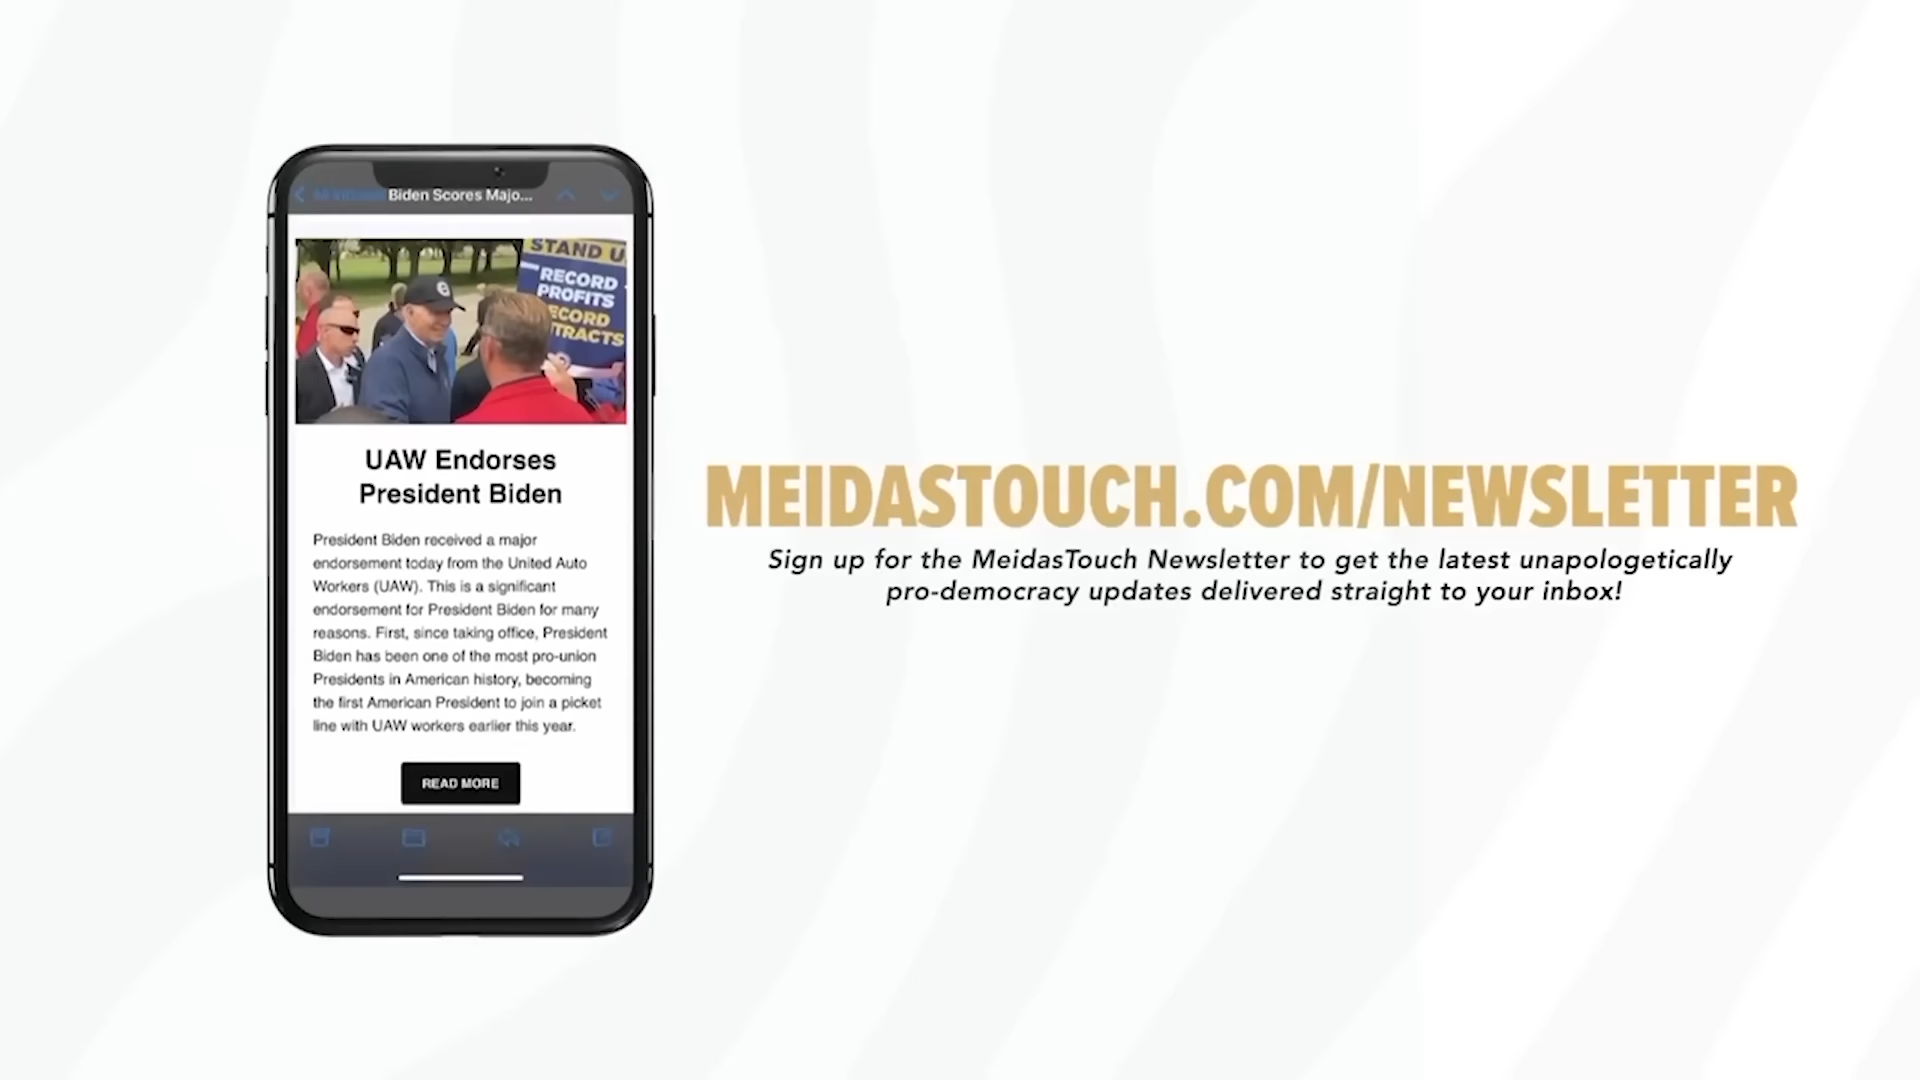 Biden Scores Majo...
STAND U
RECORD
PROFITS
ECORD
NTRACTS
UAW Endorses
President Biden
President Biden received a major
endorsement today from the United Auto
Workers (UAW). This is a significant
endorsement for President Biden for many
reasons. First, since taking office, President
Biden has been one of the most pro-union
Presidents in American history, becoming
the first American President to join a picket
line with UAW workers earlier this year.
READ MORE
MEIDASTOUCH.COM/NEWSLETTER
Sign up for the MeidasTouch Newsletter to get the latest unapologetically
pro-democracy updates delivered straight to your inbox!